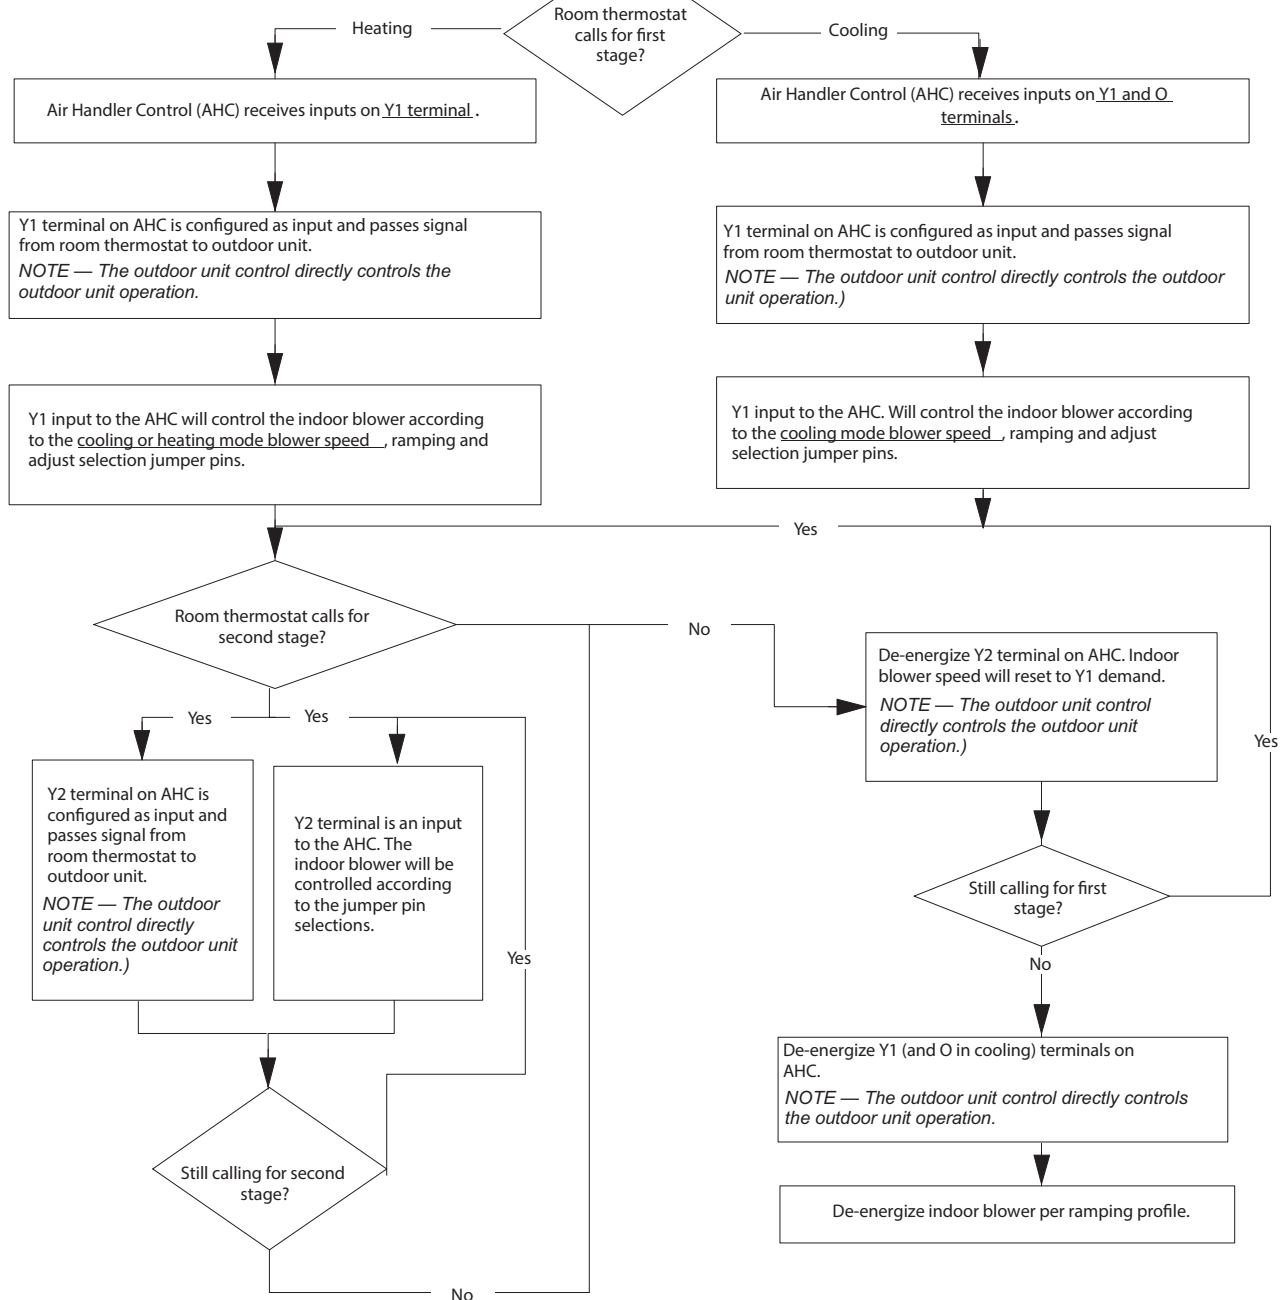 Room thermostat
calls for first
stage?
Heating
Cooling
Air Handler Control (AHC) receives inputs on Y1 terminal .
Air Handler Control (AHC) receives inputs on Y1 and O
terminals .
Y1 terminal on AHC is configured as input and passes signal
from room thermostat to outdoor unit.
NOTE — The outdoor unit control directly controls the
outdoor unit operation.
Y1 terminal on AHC is configured as input and passes signal
from room thermostat to outdoor unit.
NOTE — The outdoor unit control directly controls the outdoor
unit operation.)
Y1 input to the AHC will control the indoor blower according
to the cooling or heating mode blower speed , ramping and
adjust selection jumper pins.
Y1 input to the AHC. Will control the indoor blower according
to the cooling mode blower speed , ramping and adjust
selection jumper pins.
Yes
Room thermostat calls for
second stage?
No
De-energize Y2 terminal on AHC. Indoor
blower speed will reset to Y1 demand.
NOTE — The outdoor unit control
directly controls the outdoor unit
operation.)
Yes
Yes
Yes
Y2 terminal on AHC is
configured as input and
passes signal from
room thermostat to
outdoor unit.
NOTE — The outdoor
unit control directly
controls the outdoor unit
operation.)
Y2 terminal is an input
to the AHC. The
indoor blower will be
controlled according
to the jumper pin
selections.
Yes
Still calling for first
stage?
No
De-energize Y1 (and O in cooling) terminals on
AHC.
NOTE — The outdoor unit control directly controls
the outdoor unit operation.
Still calling for second
stage?
De-energize indoor blower per ramping profile.
No